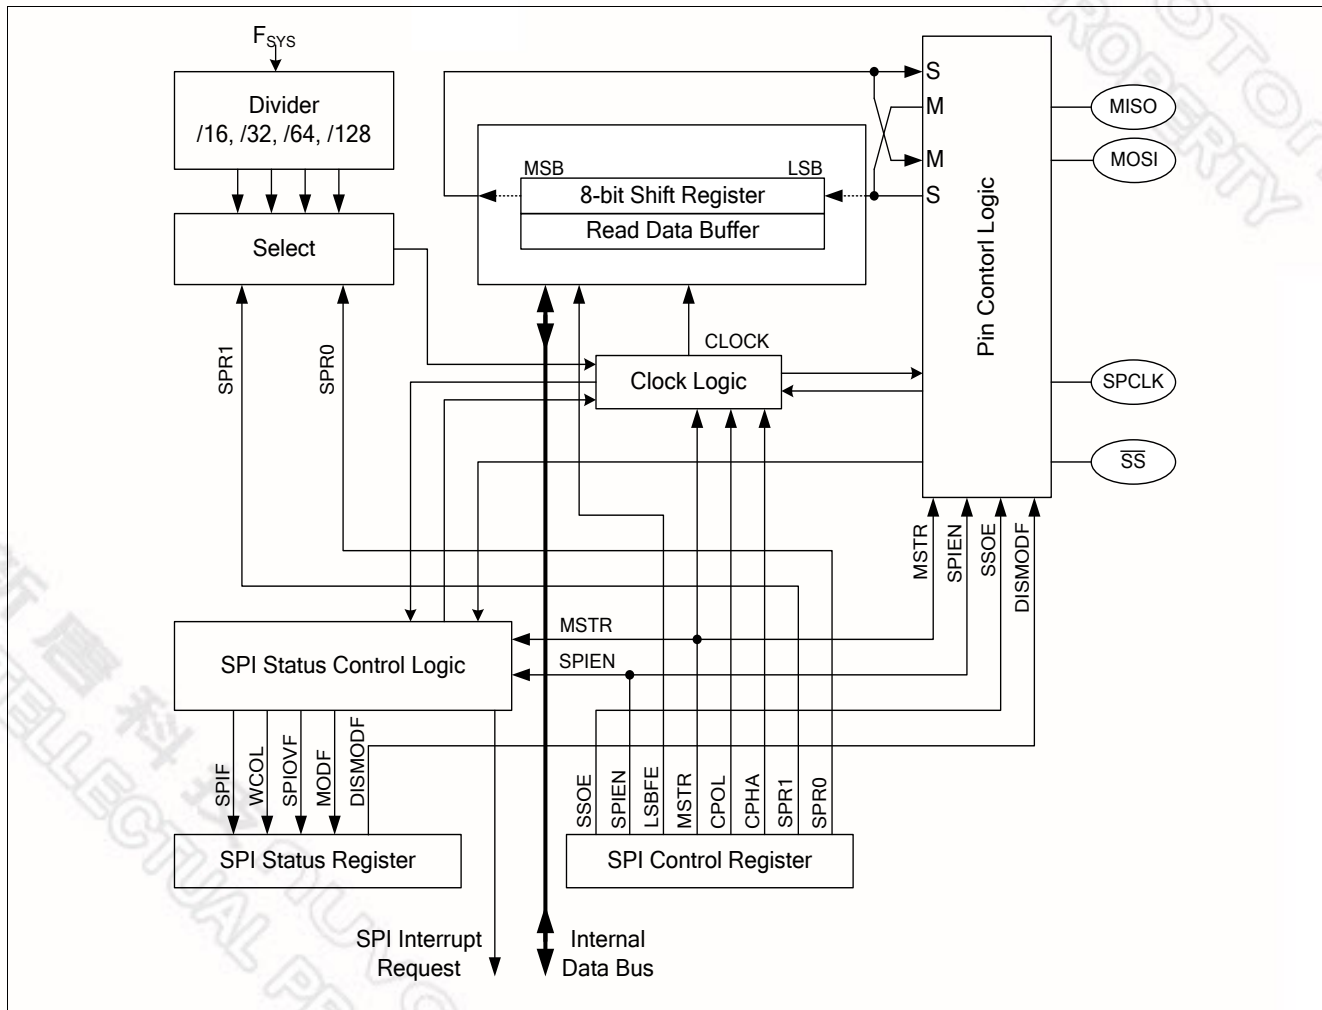 FSYS
Divider
/16, /32, /64, /128
Select
MSB
LSB
8-bit Shift Register
Read Data Buffer
S
M
M
S
Pin Contorl Logic
MISO
MOSI
SPCLK
SS
SPR1
SPR0
CLOCK
Clock Logic
MSTR
SPIEN
SSOE
DISMODF
MSTR
SPIEN
SPI Status Control Logic
SPIF
WCOL
SPIOVF
MODF
DISMODF
SSOE
SPIEN
LSBFE
MSTR
CPOL
CPHA
SPR1
SPR0
SPI Status Register
SPI Control Register
SPI Interrupt
Request
Internal
Data Bus